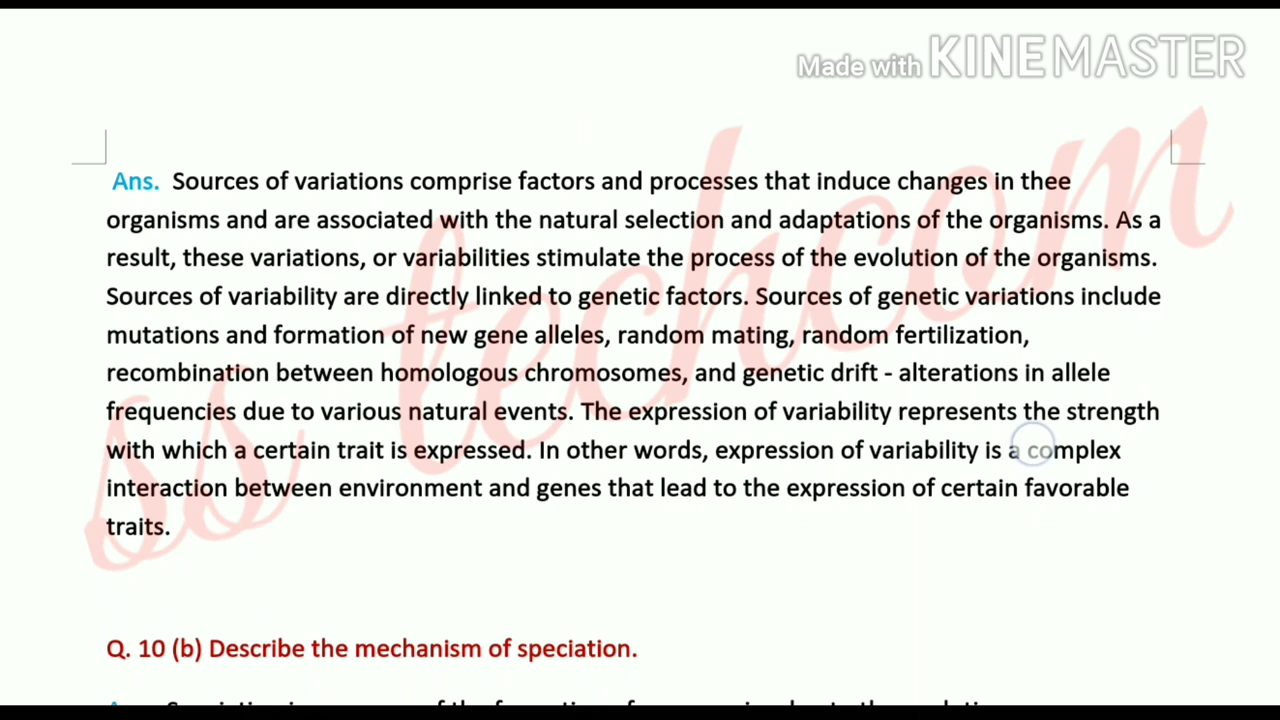 Made with KINEMASTER
Ans. Sources of variations comprise factors and processes that induce changes in thee
organisms and are associated with the natural selection and adaptations of the organisms. As a
result, these variations, or variabilities stimulate the process of the evolution of the organisms.
Sources of variability are directly linked to genetic factors. Sources of genetic variations include
mutations and formation of new gene alleles, random mating, random fertilization,
recombination between homologous chromosomes, and genetic drift - alterations in allele
frequencies due to various natural events. The expression of variability represents the strength
with which a certain trait is expressed. In other words, expression of variability is a complex
interaction between environment and genes that lead to the expression of certain favorable
traits.
ss techcom
Q. 10 (b) Describe the mechanism of speciation.